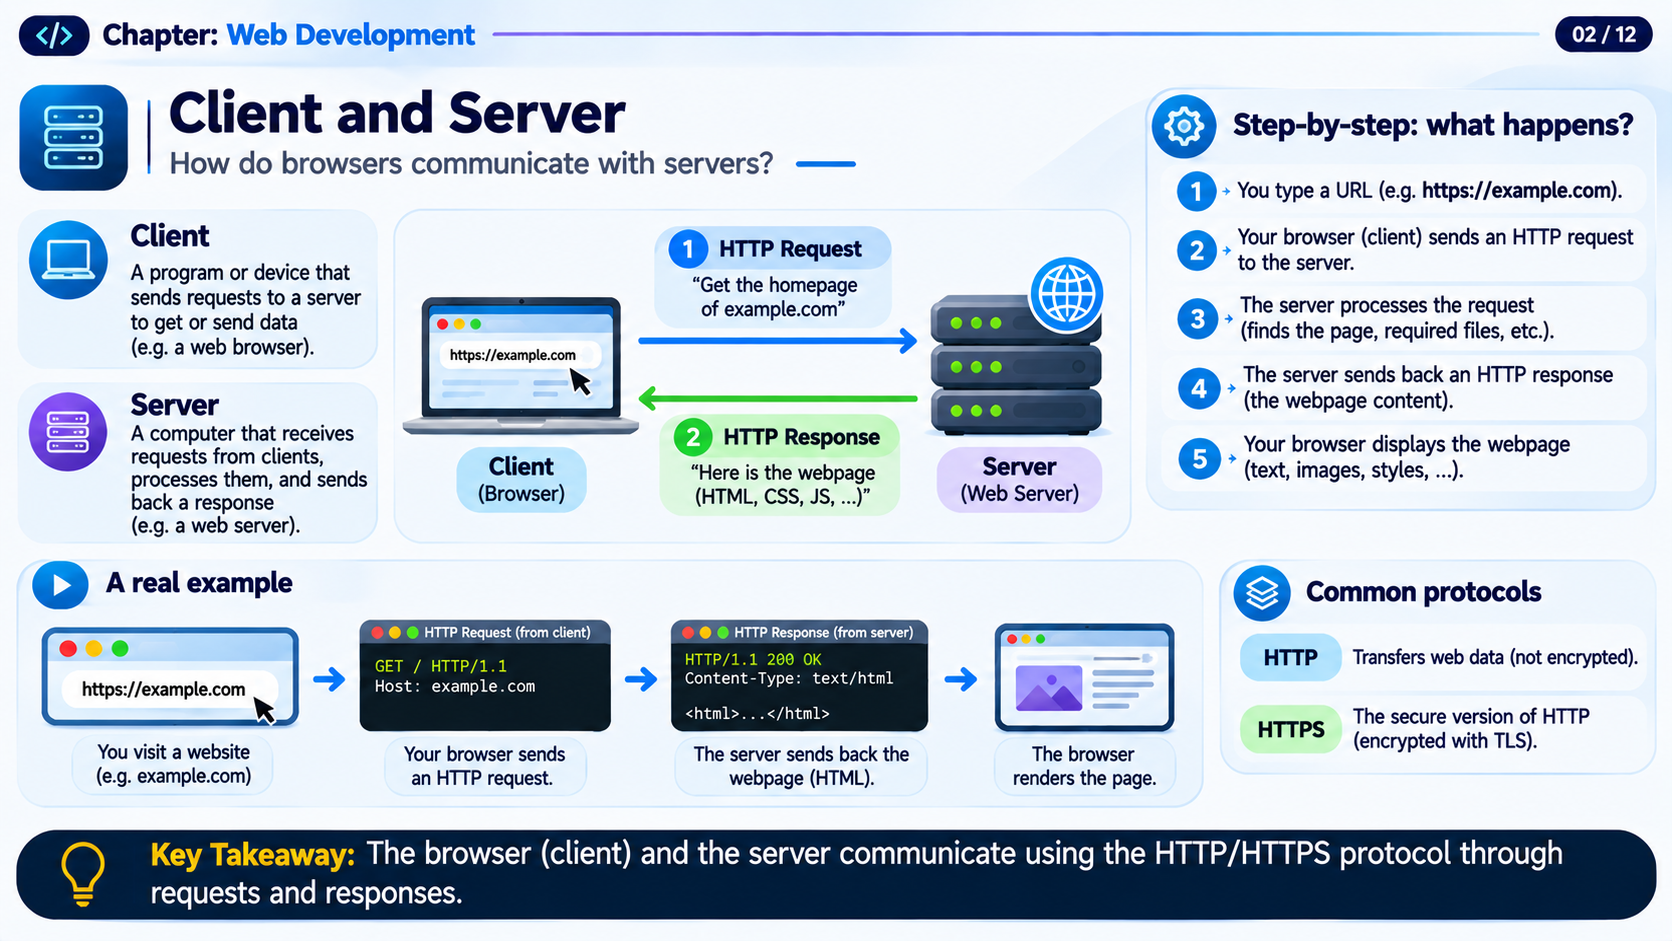 </>
Chapter: Web Development
02 / 12
Client and Server
How do browsers communicate with servers?
Client
A program or device that
sends requests to a server
to get or send data
(e.g. a web browser).
Server
A computer that receives
requests from clients,
processes them, and sends
back a response
(e.g. a web server).
https://example.com
Client
(Browser)
1 HTTP Request
“Get the homepage
of example.com”
2 HTTP Response
“Here is the webpage
(HTML, CSS, JS, ...)”
Server
(Web Server)
Step-by-step: what happens?
1 You type a URL (e.g. https://example.com).
2 Your browser (client) sends an HTTP request
to the server.
3 The server processes the request
(finds the page, required files, etc.).
4 The server sends back an HTTP response
(the webpage content).
5 Your browser displays the webpage
(text, images, styles, ...).
A real example
https://example.com
You visit a website
(e.g. example.com)
HTTP Request (from client)
GET / HTTP/1.1
Host: example.com
Your browser sends
an HTTP request.
HTTP Response (from server)
HTTP/1.1 200 OK
Content-Type: text/html
<html>...</html>
The server sends back the
webpage (HTML).
The browser
renders the page.
Common protocols
HTTP Transfers web data (not encrypted).
HTTPS The secure version of HTTP
(encrypted with TLS).
Key Takeaway: The browser (client) and the server communicate using the HTTP/HTTPS protocol through
requests and responses.